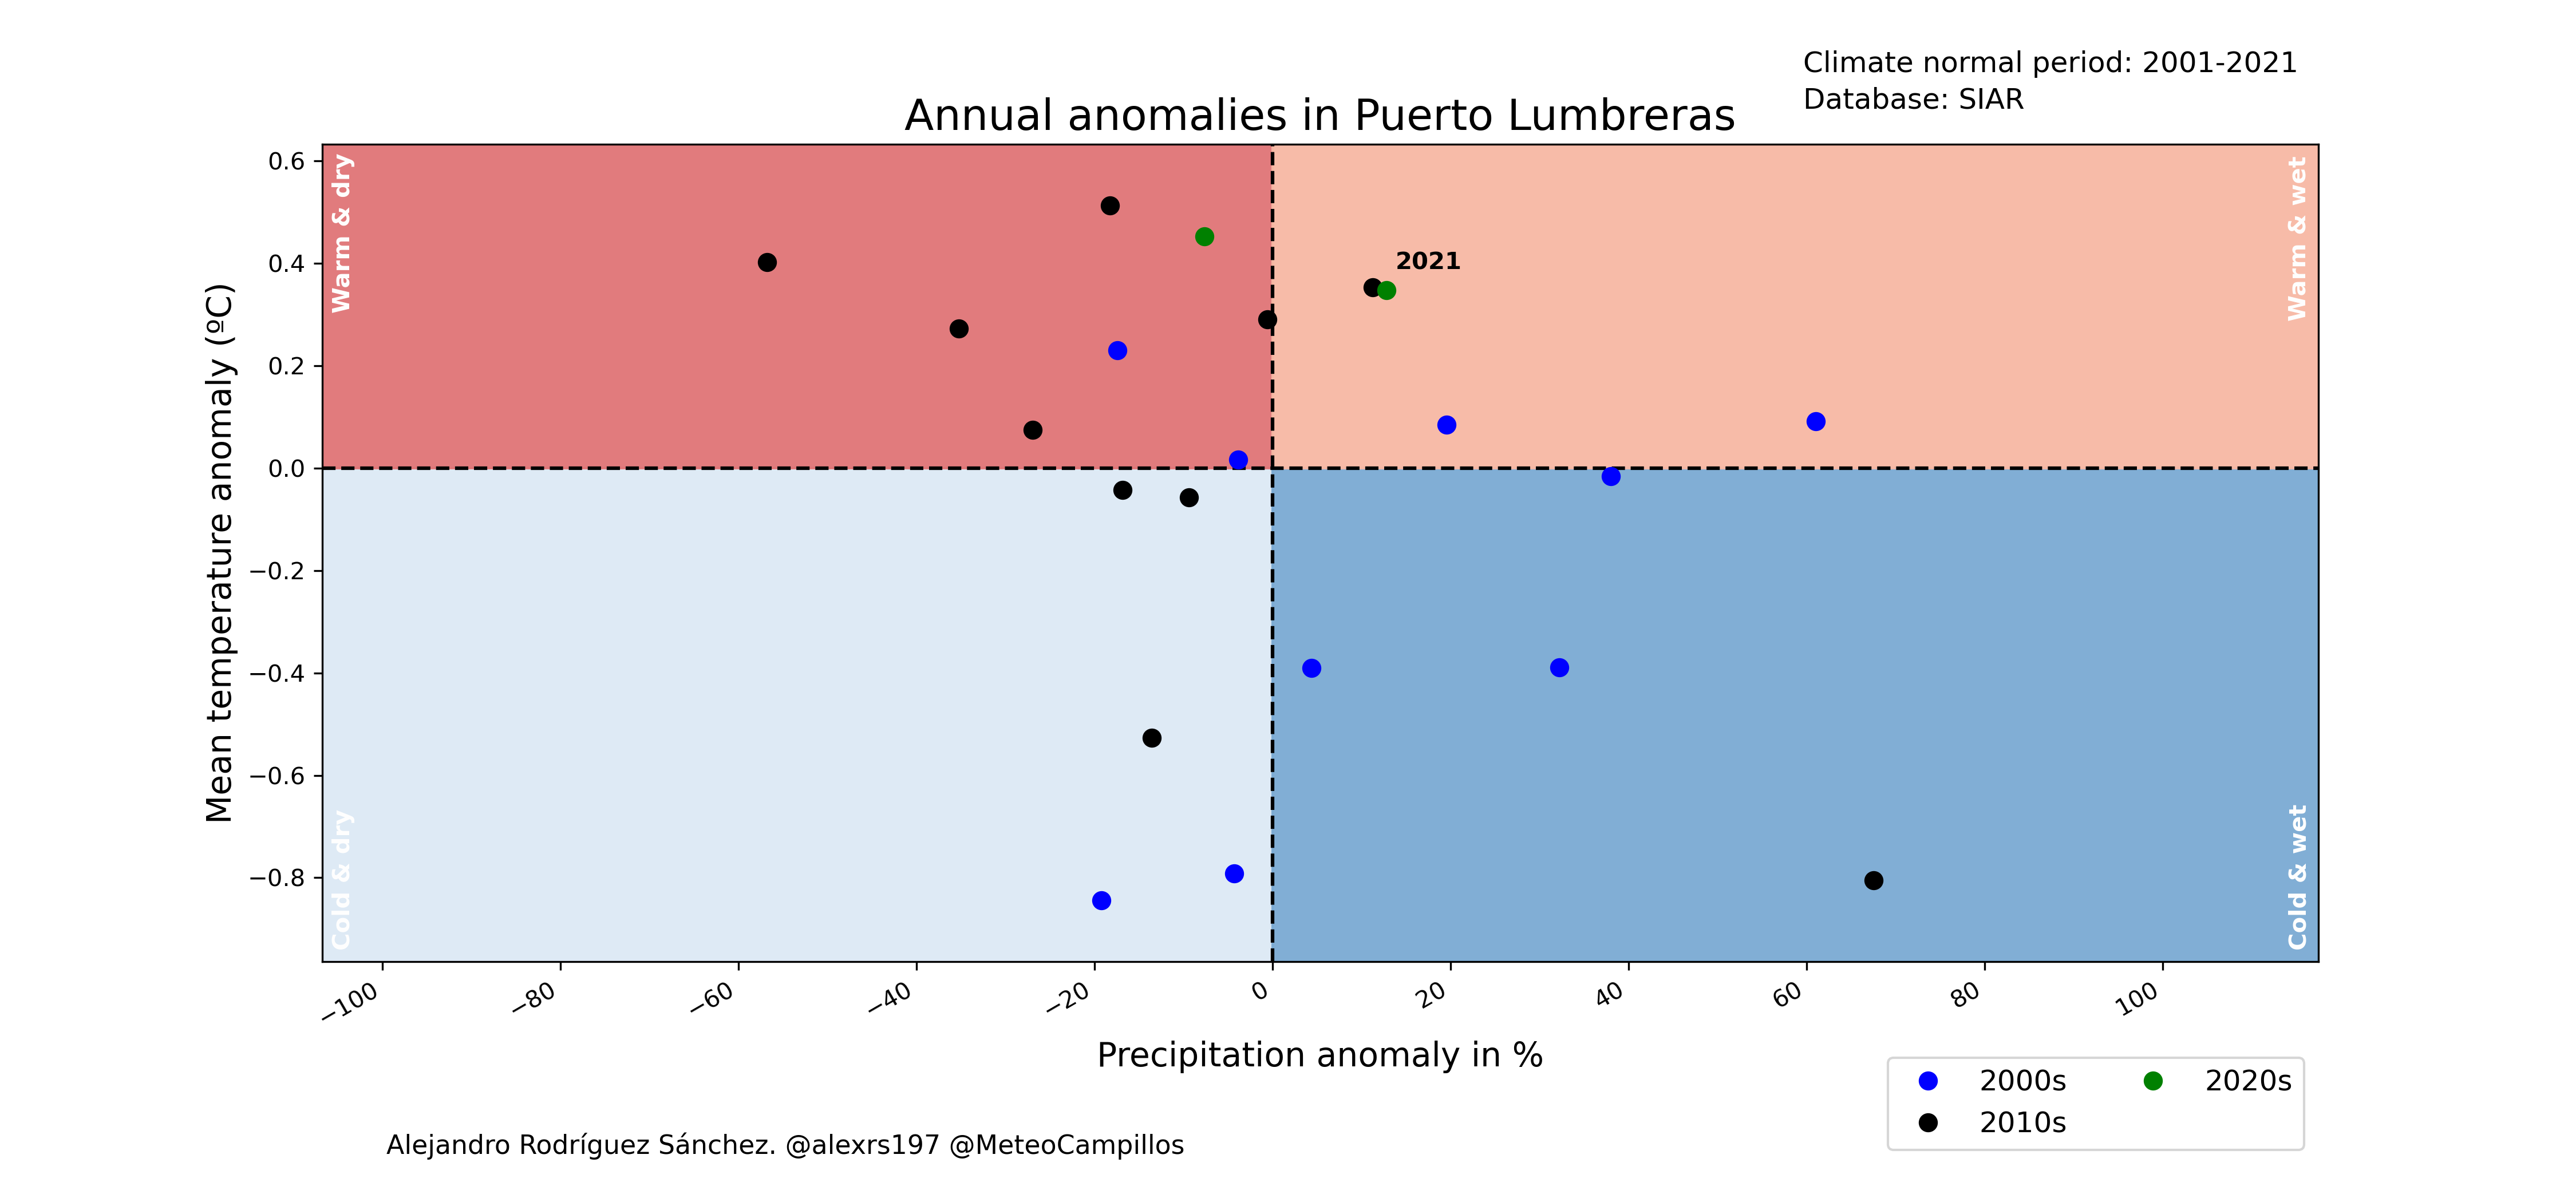 Climate normal period: 2001-2021
Database: SIAR
Annual anomalies in Puerto Lumbreras
Warm & dry
Warm & wet
2021
Cold & dry
Cold & wet
Mean temperature anomaly (ºC)
0.6
0.4
0.2
0.0
−0.2
−0.4
−0.6
−0.8
−100 −80 −60 −40 −20 0 20 40 60 80 100
Precipitation anomaly in %
2000s 2020s
2010s
Alejandro Rodríguez Sánchez. @alexrs197 @MeteoCampillos